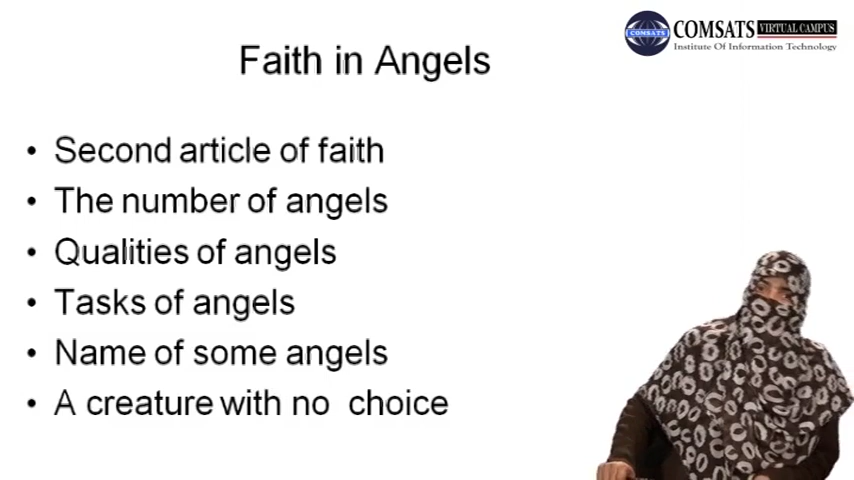 COMSATS VIRTUAL CAMPUS
COMSATS
Institute Of Information Technology
Faith in Angels
• Second article of faith
• The number of angels
• Qualities of angels
• Tasks of angels
• Name of some angels
• A creature with no choice